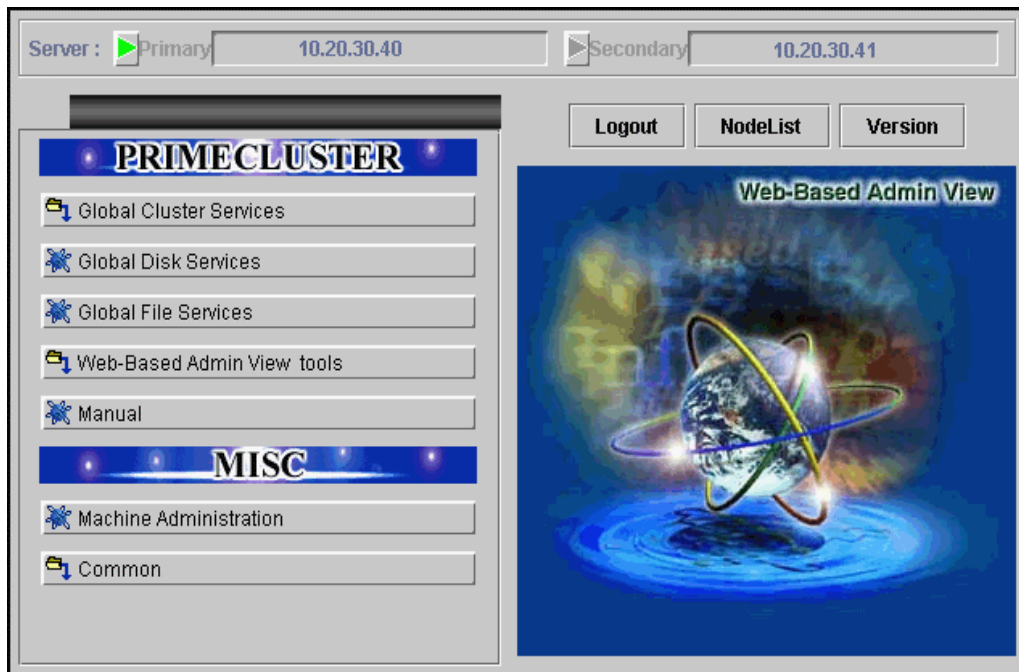 Server : Primary 10.20.30.40 Secondary 10.20.30.41
Logout NodeList Version
PRIMECLUSTER
Global Cluster Services
Global Disk Services
Global File Services
Web-Based Admin View tools
Manual
MISC
Machine Administration
Common
Web-Based Admin View